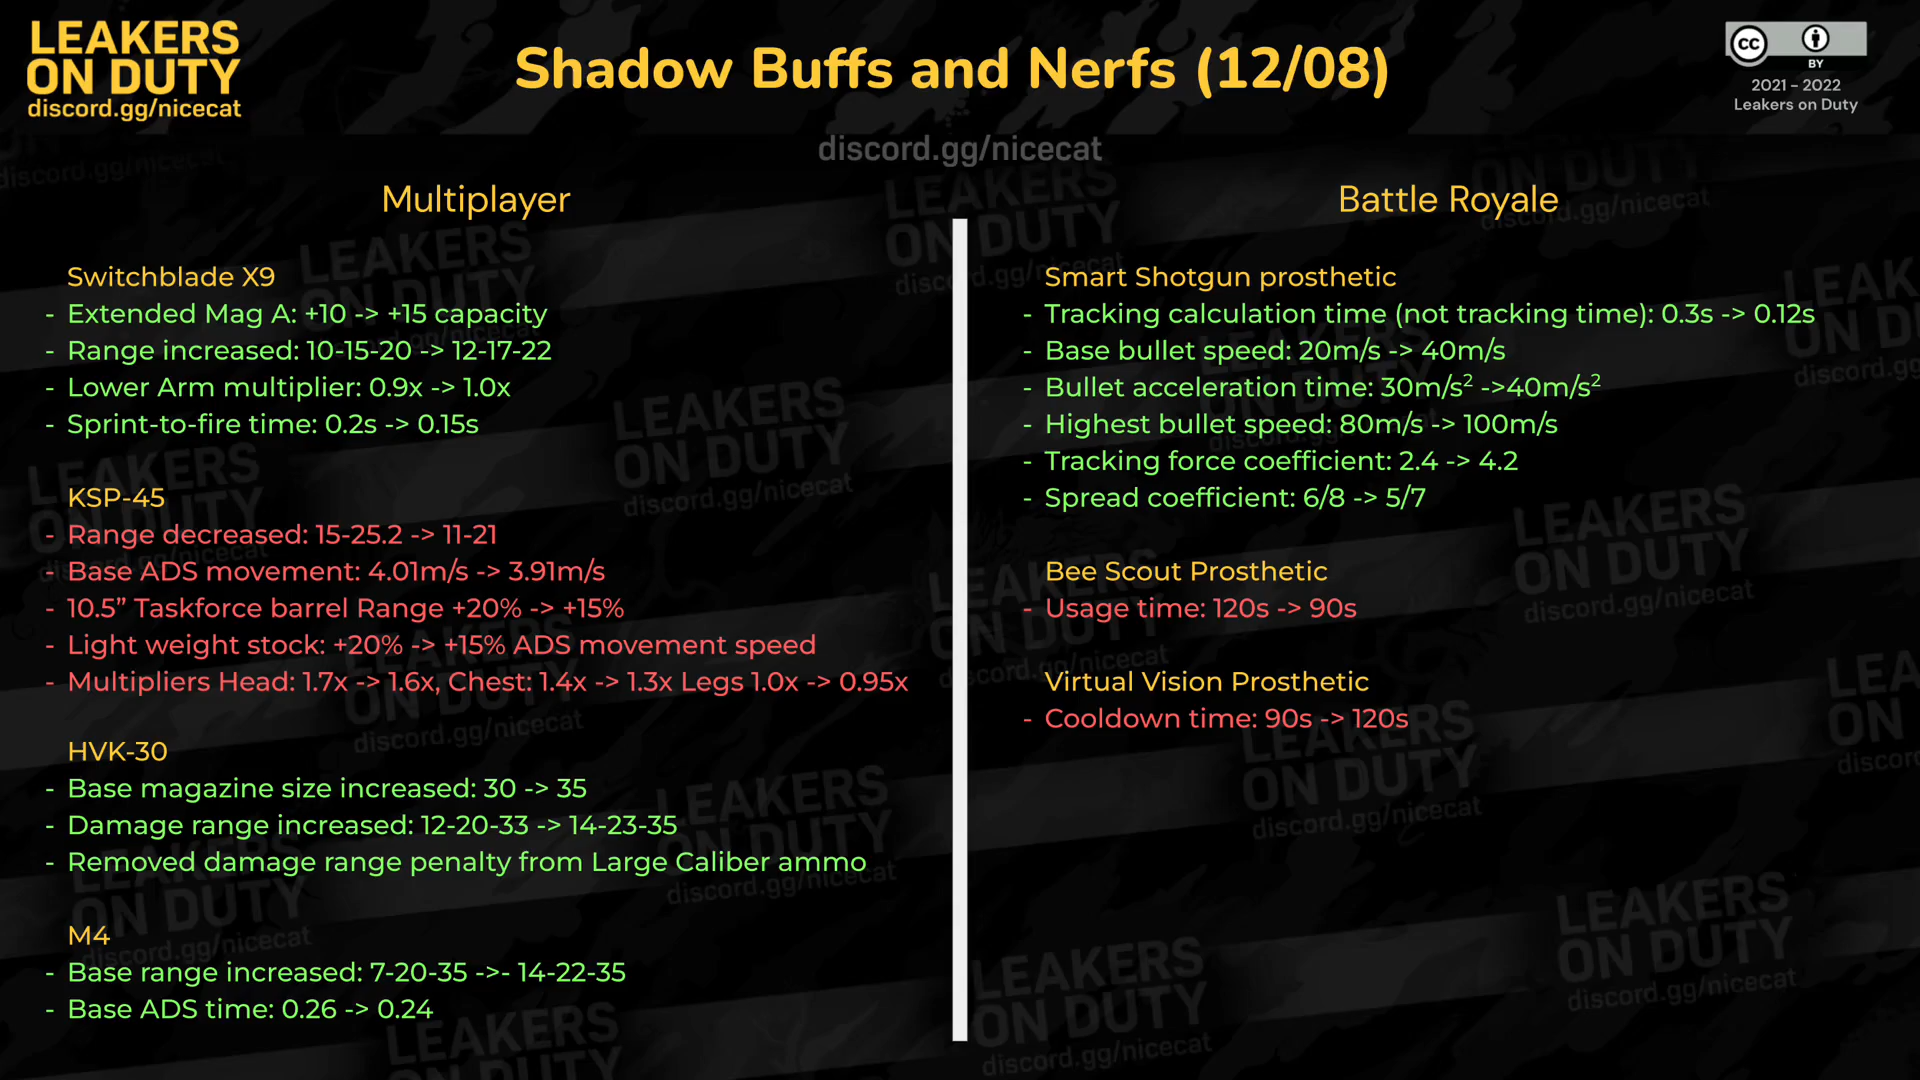 LEAKERS
ON DUTY
discord.gg/nicecat
Shadow Buffs and Nerfs (12/08)
cc
BY
2021 – 2022
Leakers on Duty
discord.gg/nicecat
Multiplayer
Switchblade X9
- Extended Mag A: +10 -> +15 capacity
- Range increased: 10-15-20 -> 12-17-22
- Lower Arm multiplier: 0.9x -> 1.0x
- Sprint-to-fire time: 0.2s -> 0.15s
KSP-45
- Range decreased: 15-25.2 -> 11-21
- Base ADS movement: 4.01m/s -> 3.91m/s
- 10.5” Taskforce barrel Range +20% -> +15%
- Light weight stock: +20% -> +15% ADS movement speed
- Multipliers Head: 1.7x -> 1.6x, Chest: 1.4x -> 1.3x Legs 1.0x -> 0.95x
HVK-30
- Base magazine size increased: 30 -> 35
- Damage range increased: 12-20-33 -> 14-23-35
- Removed damage range penalty from Large Caliber ammo
M4
- Base range increased: 7-20-35 ->- 14-22-35
- Base ADS time: 0.26 -> 0.24
Battle Royale
Smart Shotgun prosthetic
- Tracking calculation time (not tracking time): 0.3s -> 0.12s
- Base bullet speed: 20m/s -> 40m/s
- Bullet acceleration time: 30m/s² ->40m/s²
- Highest bullet speed: 80m/s -> 100m/s
- Tracking force coefficient: 2.4 -> 4.2
- Spread coefficient: 6/8 -> 5/7
Bee Scout Prosthetic
- Usage time: 120s -> 90s
Virtual Vision Prosthetic
- Cooldown time: 90s -> 120s